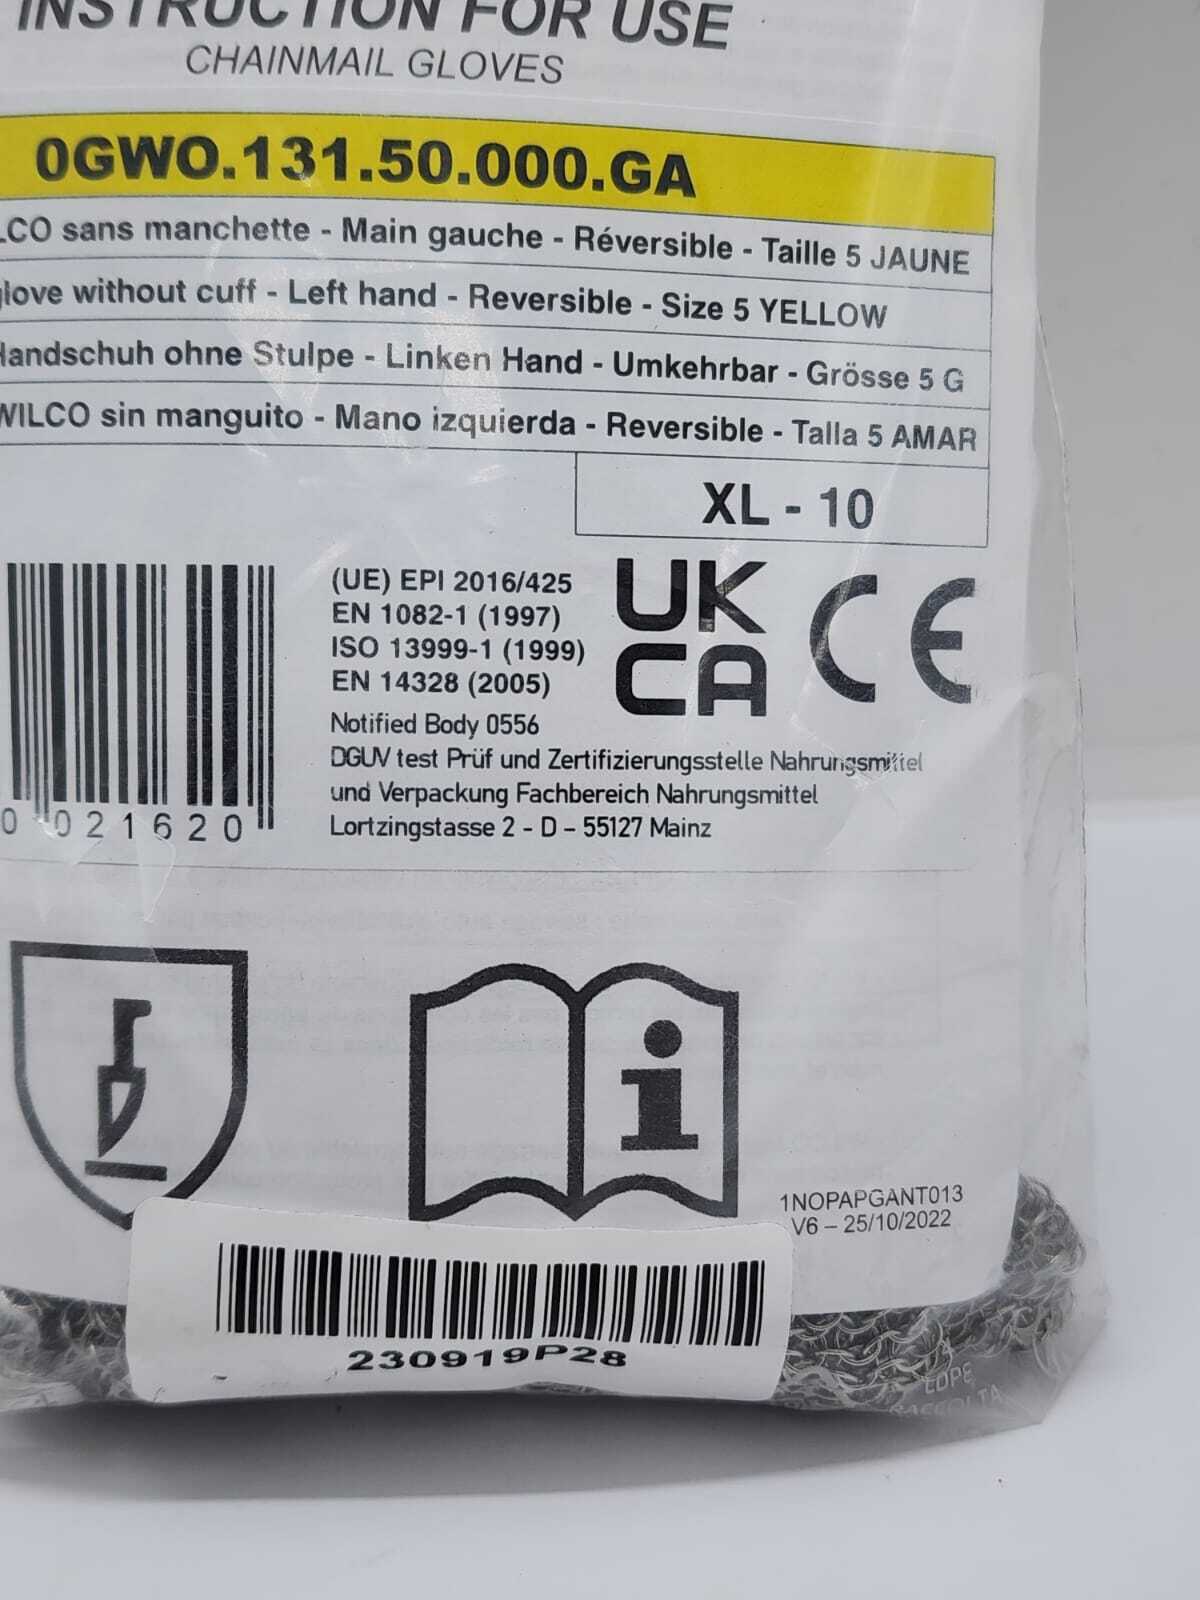 INSTRUCTION FOR USE
CHAINMAIL GLOVES
0GWO.131.50.000.GA
LCO sans manchette - Main gauche - Réversible - Taille 5 JAUNE
glove without cuff - Left hand - Reversible - Size 5 YELLOW
Handschuh ohne Stulpe - Linken Hand - Umkehrbar - Grösse 5 G
WILCO sin manguito - Mano izquierda - Reversible - Talla 5 AMAR
XL - 10
(UE) EPI 2016/425
EN 1082-1 (1997)
ISO 13999-1 (1999)
EN 14328 (2005)
Notified Body 0556
DGUV test Prüf und Zertifizierungsstelle Nahrungsmittel
und Verpackung Fachbereich Nahrungsmittel
Lortzingstasse 2 - D – 55127 Mainz
UK
CA
CE
0 021620
i
1NOPAPGANT013
V6 – 25/10/2022
230919P28
LDPE
RACCOLTA